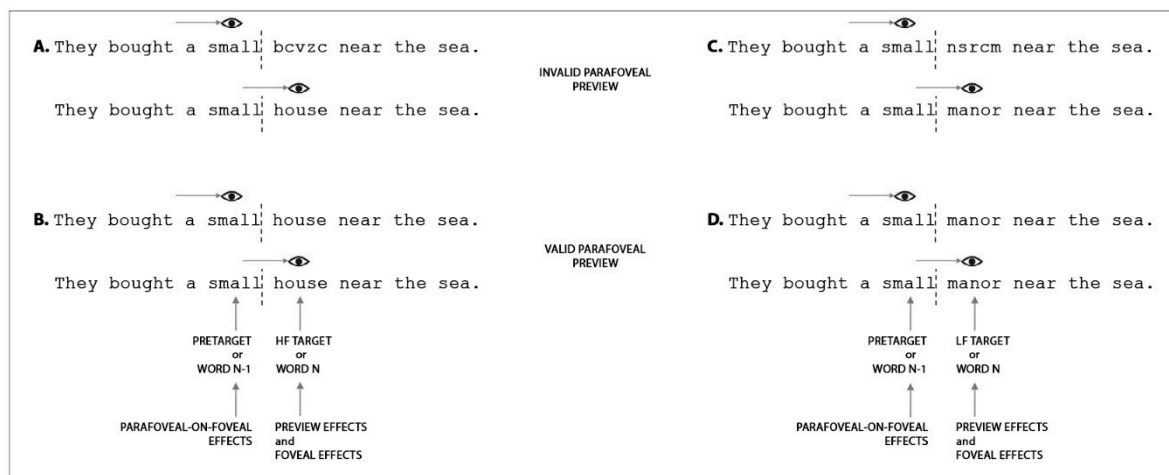 A. They bought a small bcvzc near the sea.
They bought a small house near the sea.
INVALID PARAFOVEAL
PREVIEW
C. They bought a small nsrcm near the sea.
They bought a small manor near the sea.
B. They bought a small house near the sea.
They bought a small house near the sea.
VALID PARAFOVEAL
PREVIEW
D. They bought a small manor near the sea.
They bought a small manor near the sea.
PRETARGET
or
WORD N-1
HF TARGET
or
WORD N
PARAFOVEAL-ON-FOVEAL
EFFECTS
PREVIEW EFFECTS
and
FOVEAL EFFECTS
PRETARGET
or
WORD N-1
LF TARGET
or
WORD N
PARAFOVEAL-ON-FOVEAL
EFFECTS
PREVIEW EFFECTS
and
FOVEAL EFFECTS